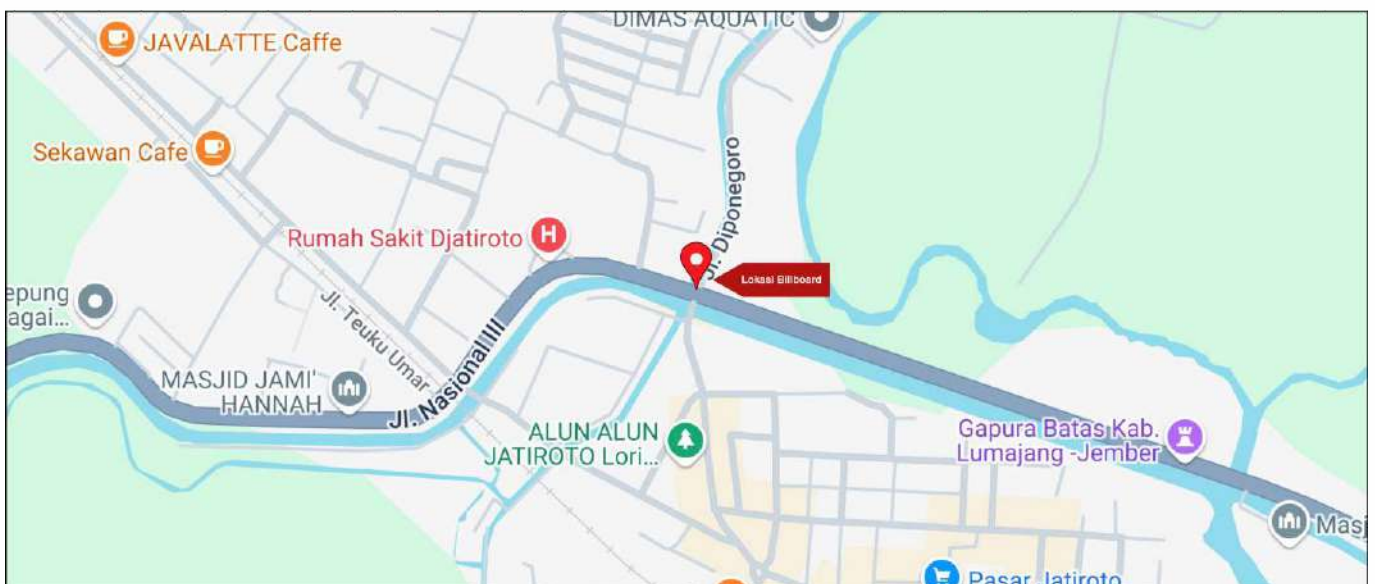 DIMAS AQUATIC
JAVALATTE Caffe
Sekawan Cafe
Jl. Diponegoro
Rumah Sakit Djatiroto
H
Lokasi Billboard
epung
agai...
Jl. Teuku Umar
Jl. Nasional III
MASJID JAMI'
HANNAH
ALUN ALUN
JATIROTO Lori...
Gapura Batas Kab.
Lumajang -Jember
Masj
Pasar Jatiroto